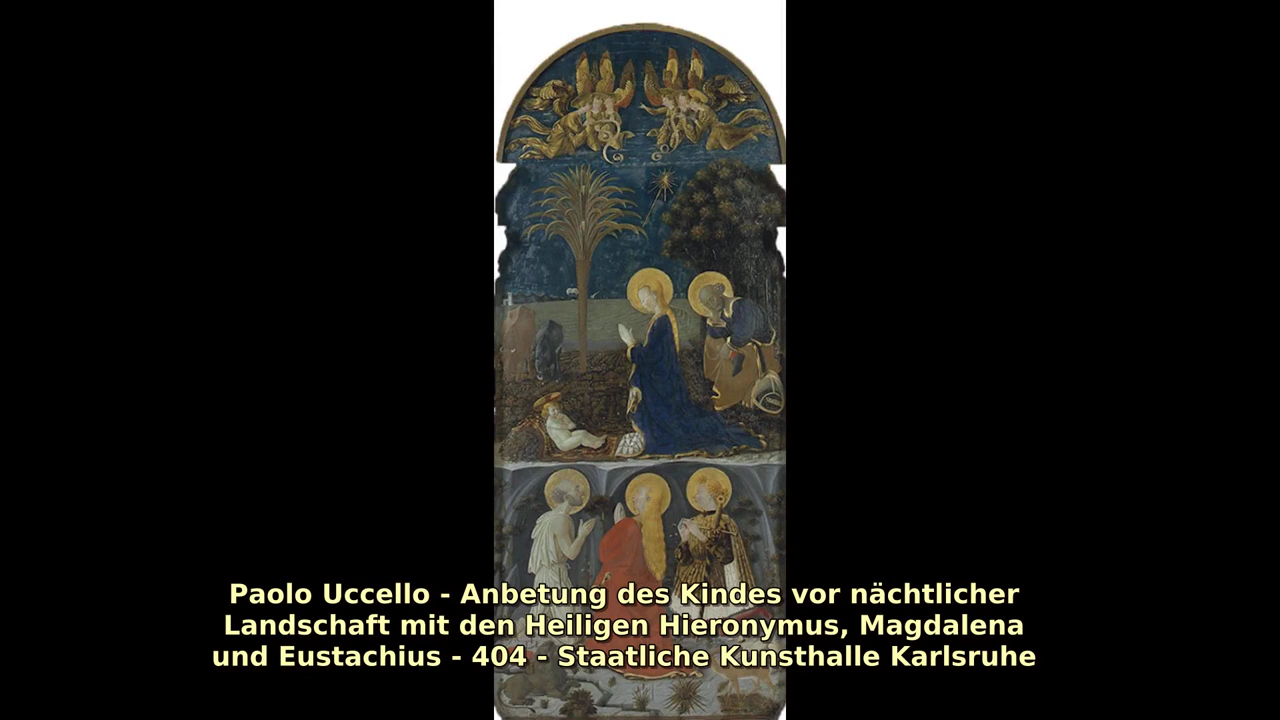 Paolo Uccello - Anbetung des Kindes vor nächtlicher
Landschaft mit den Heiligen Hieronymus, Magdalena
und Eustachius - 404 - Staatliche Kunsthalle Karlsruhe